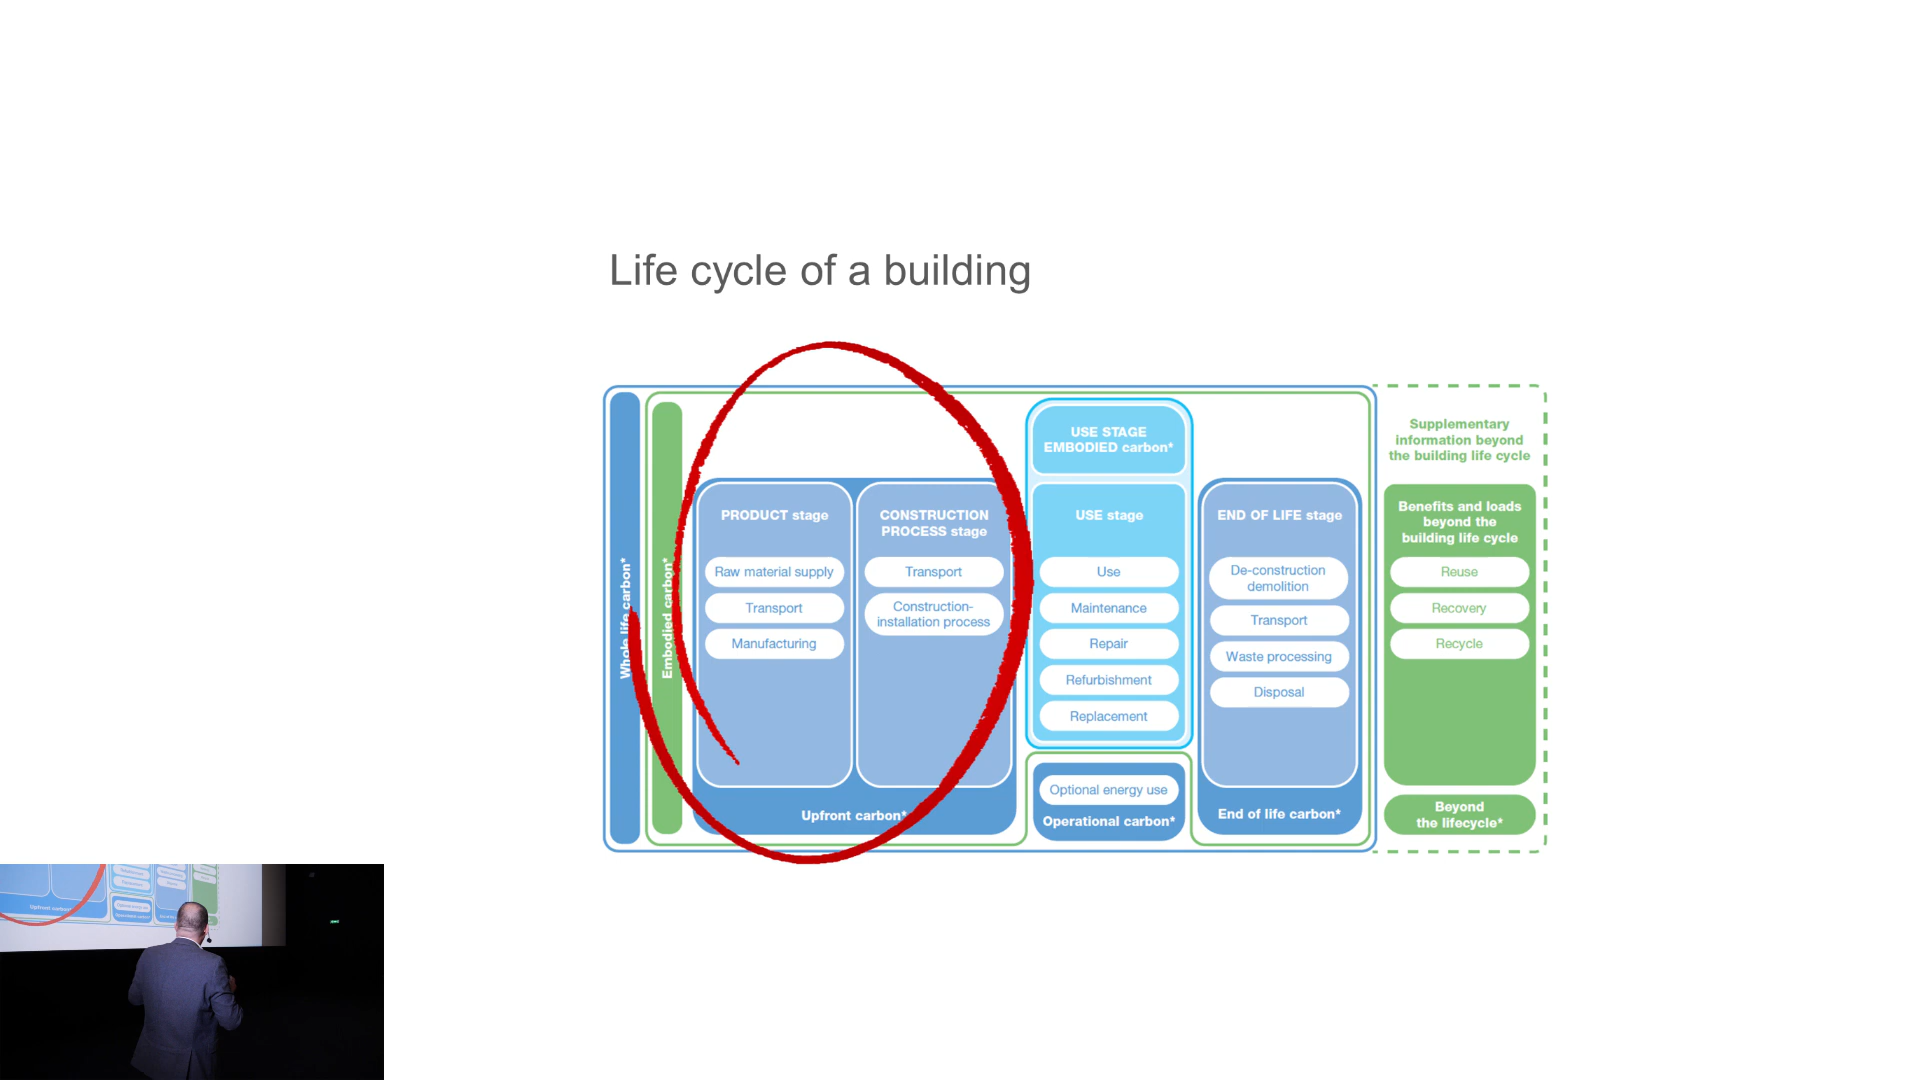 Life cycle of a building
Whole life carbon*
Embodied carbon*
PRODUCT stage
Raw material supply
Transport
Manufacturing
CONSTRUCTION
PROCESS stage
Transport
Construction-
installation process
Upfront carbon*
USE STAGE
EMBODIED carbon*
USE stage
Use
Maintenance
Repair
Refurbishment
Replacement
Optional energy use
Operational carbon*
END OF LIFE stage
De-construction
demolition
Transport
Waste processing
Disposal
End of life carbon*
Supplementary
information beyond
the building life cycle
Benefits and loads
beyond the
building life cycle
Reuse
Recovery
Recycle
Beyond
the lifecycle*
Upfront carbon*